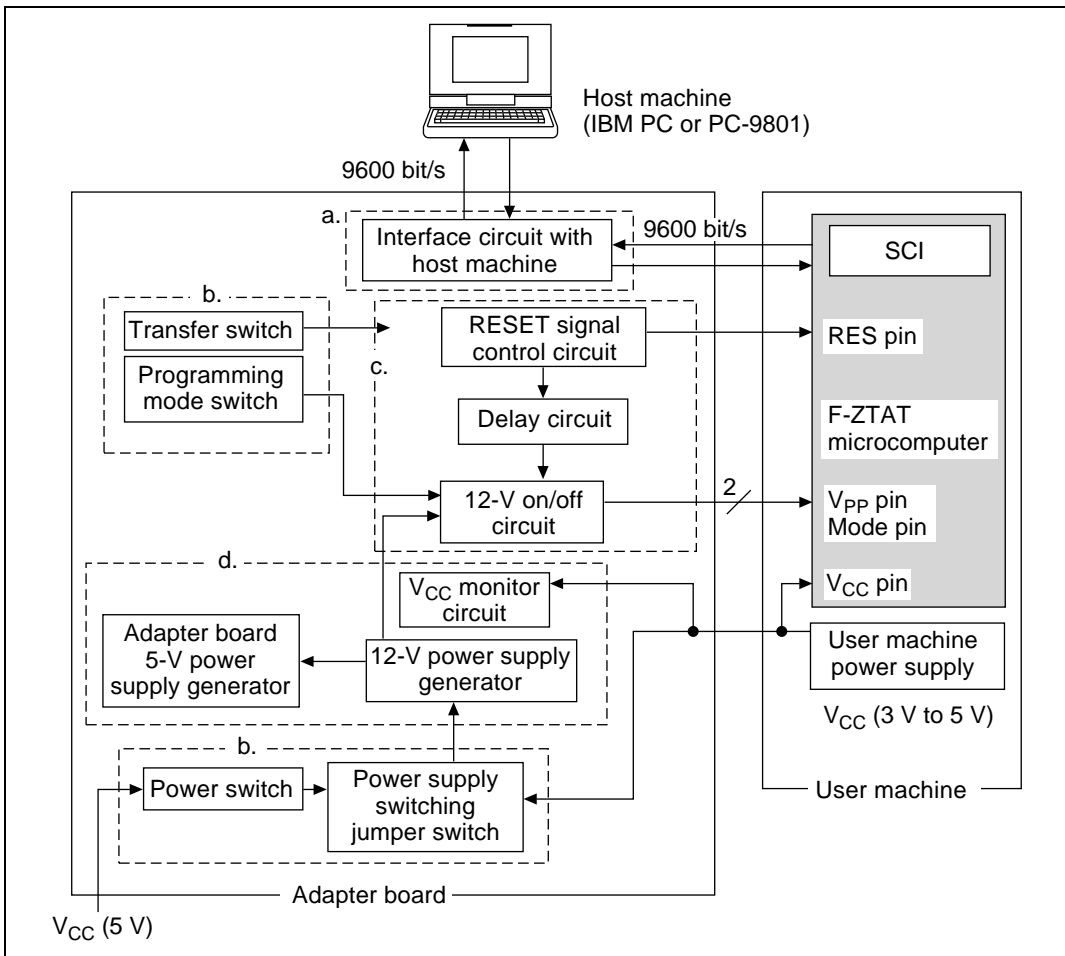 Host machine
(IBM PC or PC-9801)
9600 bit/s
a.
Interface circuit with
host machine
9600 bit/s
SCI
b.
Transfer switch
Programming
mode switch
c.
RESET signal
control circuit
RES pin
Delay circuit
F-ZTAT
microcomputer
12-V on/off
circuit
2
VPP pin
Mode pin
d.
VCC monitor
circuit
VCC pin
Adapter board
5-V power
supply generator
12-V power supply
generator
User machine
power supply
VCC (3 V to 5 V)
b.
Power switch
Power supply
switching
jumper switch
User machine
Adapter board
VCC (5 V)